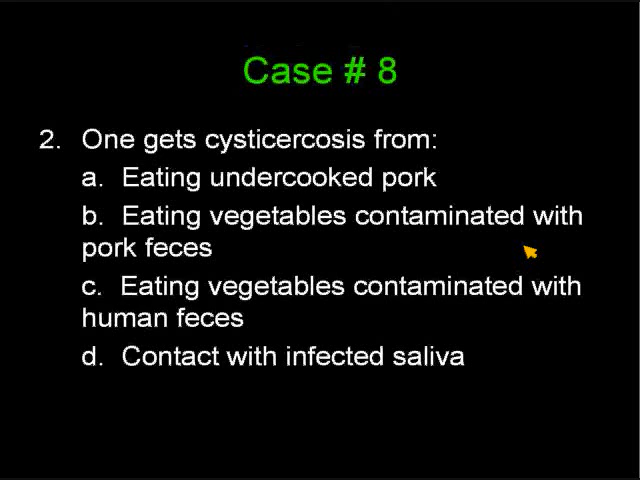 Case # 8
2. One gets cysticercosis from:
a. Eating undercooked pork
b. Eating vegetables contaminated with
pork feces
c. Eating vegetables contaminated with
human feces
d. Contact with infected saliva